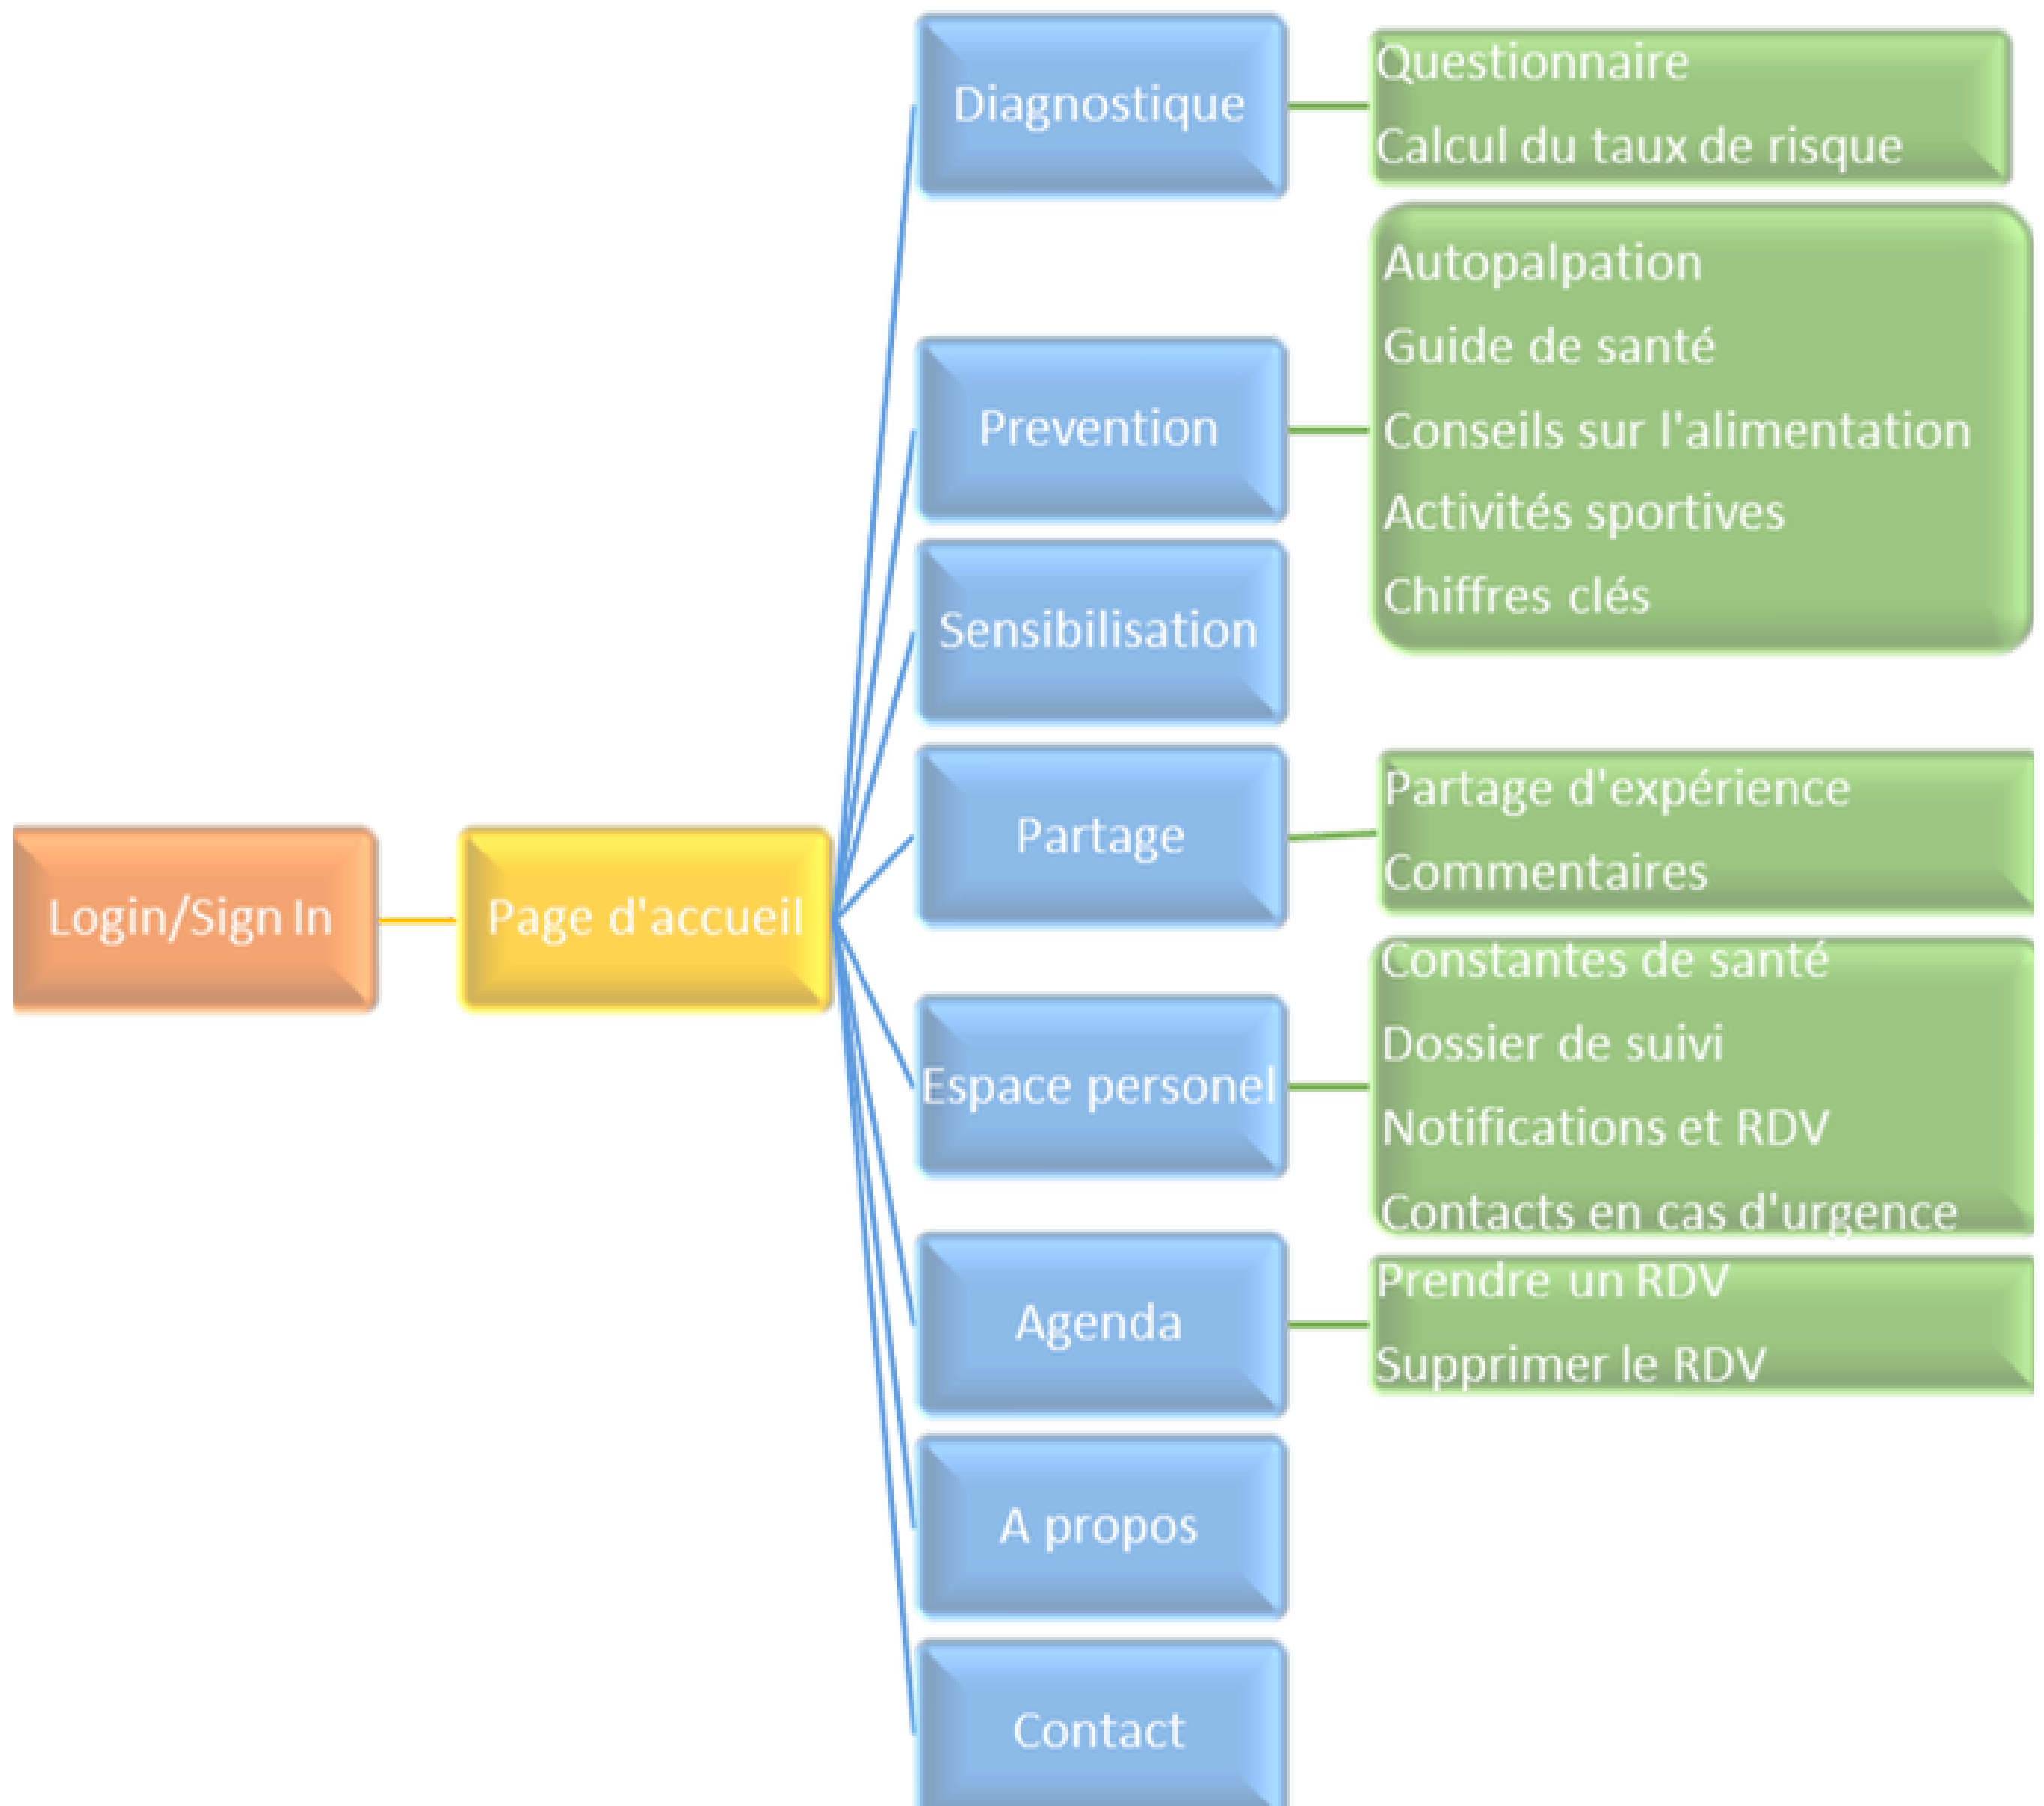 Login/Sign In
Page d'accueil
Diagnostique
Questionnaire
Calcul du taux de risque
Prevention
Autopalpation
Guide de santé
Conseils sur l'alimentation
Activités sportives
Chiffres clés
Sensibilisation
Partage
Partage d'expérience
Commentaires
Espace personel
Constantes de santé
Dossier de suivi
Notifications et RDV
Contacts en cas d'urgence
Agenda
Prendre un RDV
Supprimer le RDV
A propos
Contact